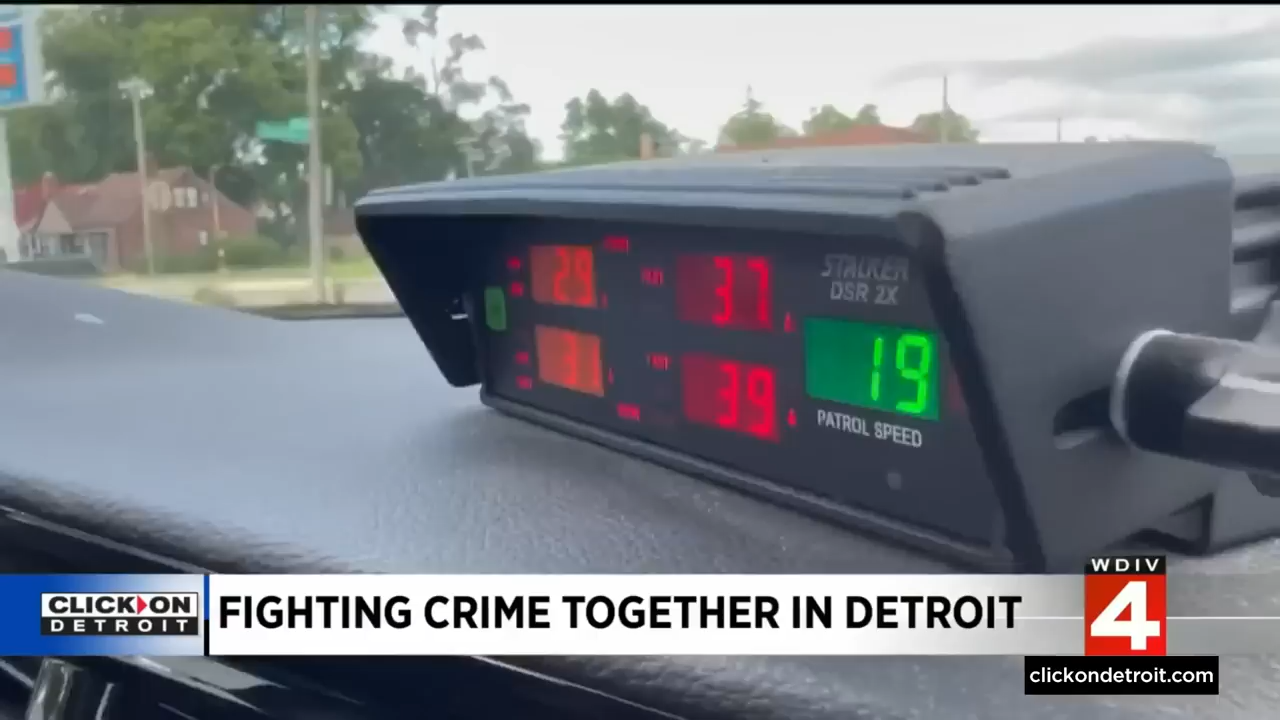 29
37
STALKER
DSR 2X
31
39
19
PATROL SPEED
CLICK ON
DETROIT
FIGHTING CRIME TOGETHER IN DETROIT
WDIV
4
clickondetroit.com